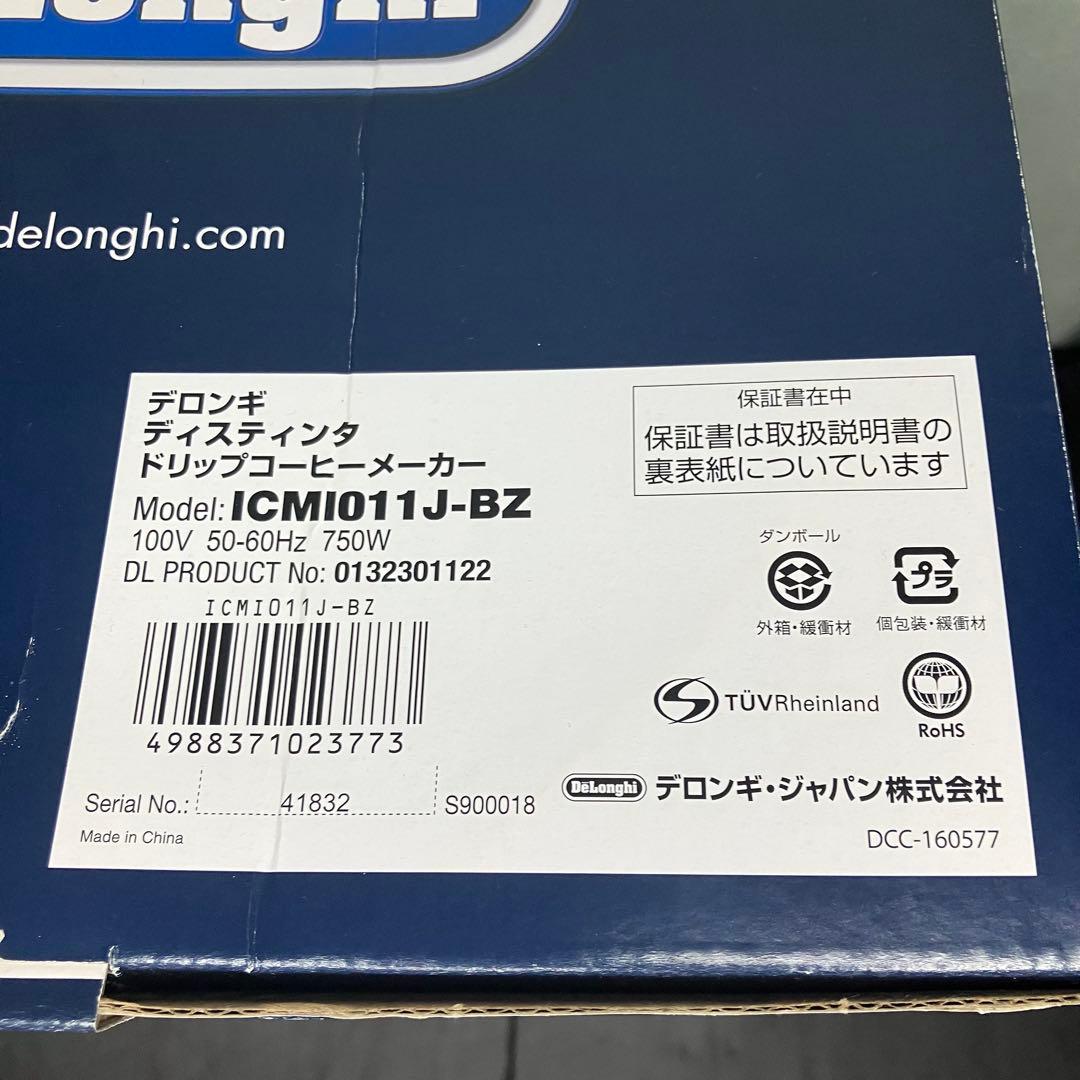 delonghi.com
デロンギ
ディスティンタ
ドリップコーヒーメーカー
Model: ICMI011J-BZ
100V 50-60Hz 750W
DL PRODUCT No: 0132301122
ICMI011J-BZ
4988371023773
Serial No.: 41832 S900018
Made in China
保証書在中
保証書は取扱説明書の
裏表紙についています
ダンボール
外箱・緩衝材
プラ
個包装・緩衝材
TÜVRheinland
RoHS
DeLonghi デロンギ・ジャパン株式会社
DCC-160577